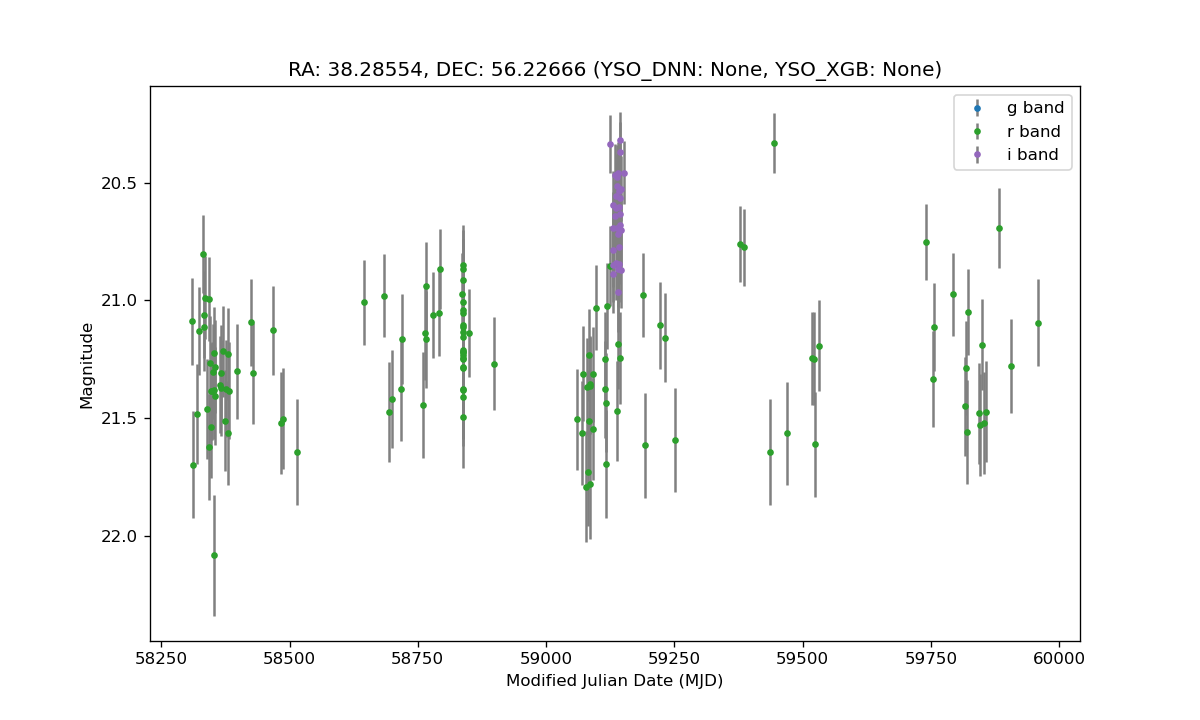 RA: 38.28554, DEC: 56.22666 (YSO_DNN: None, YSO_XGB: None)
g band
r band
i band
20.5
21.0
21.5
22.0
Magnitude
58250 58500 58750 59000 59250 59500 59750 60000
Modified Julian Date (MJD)